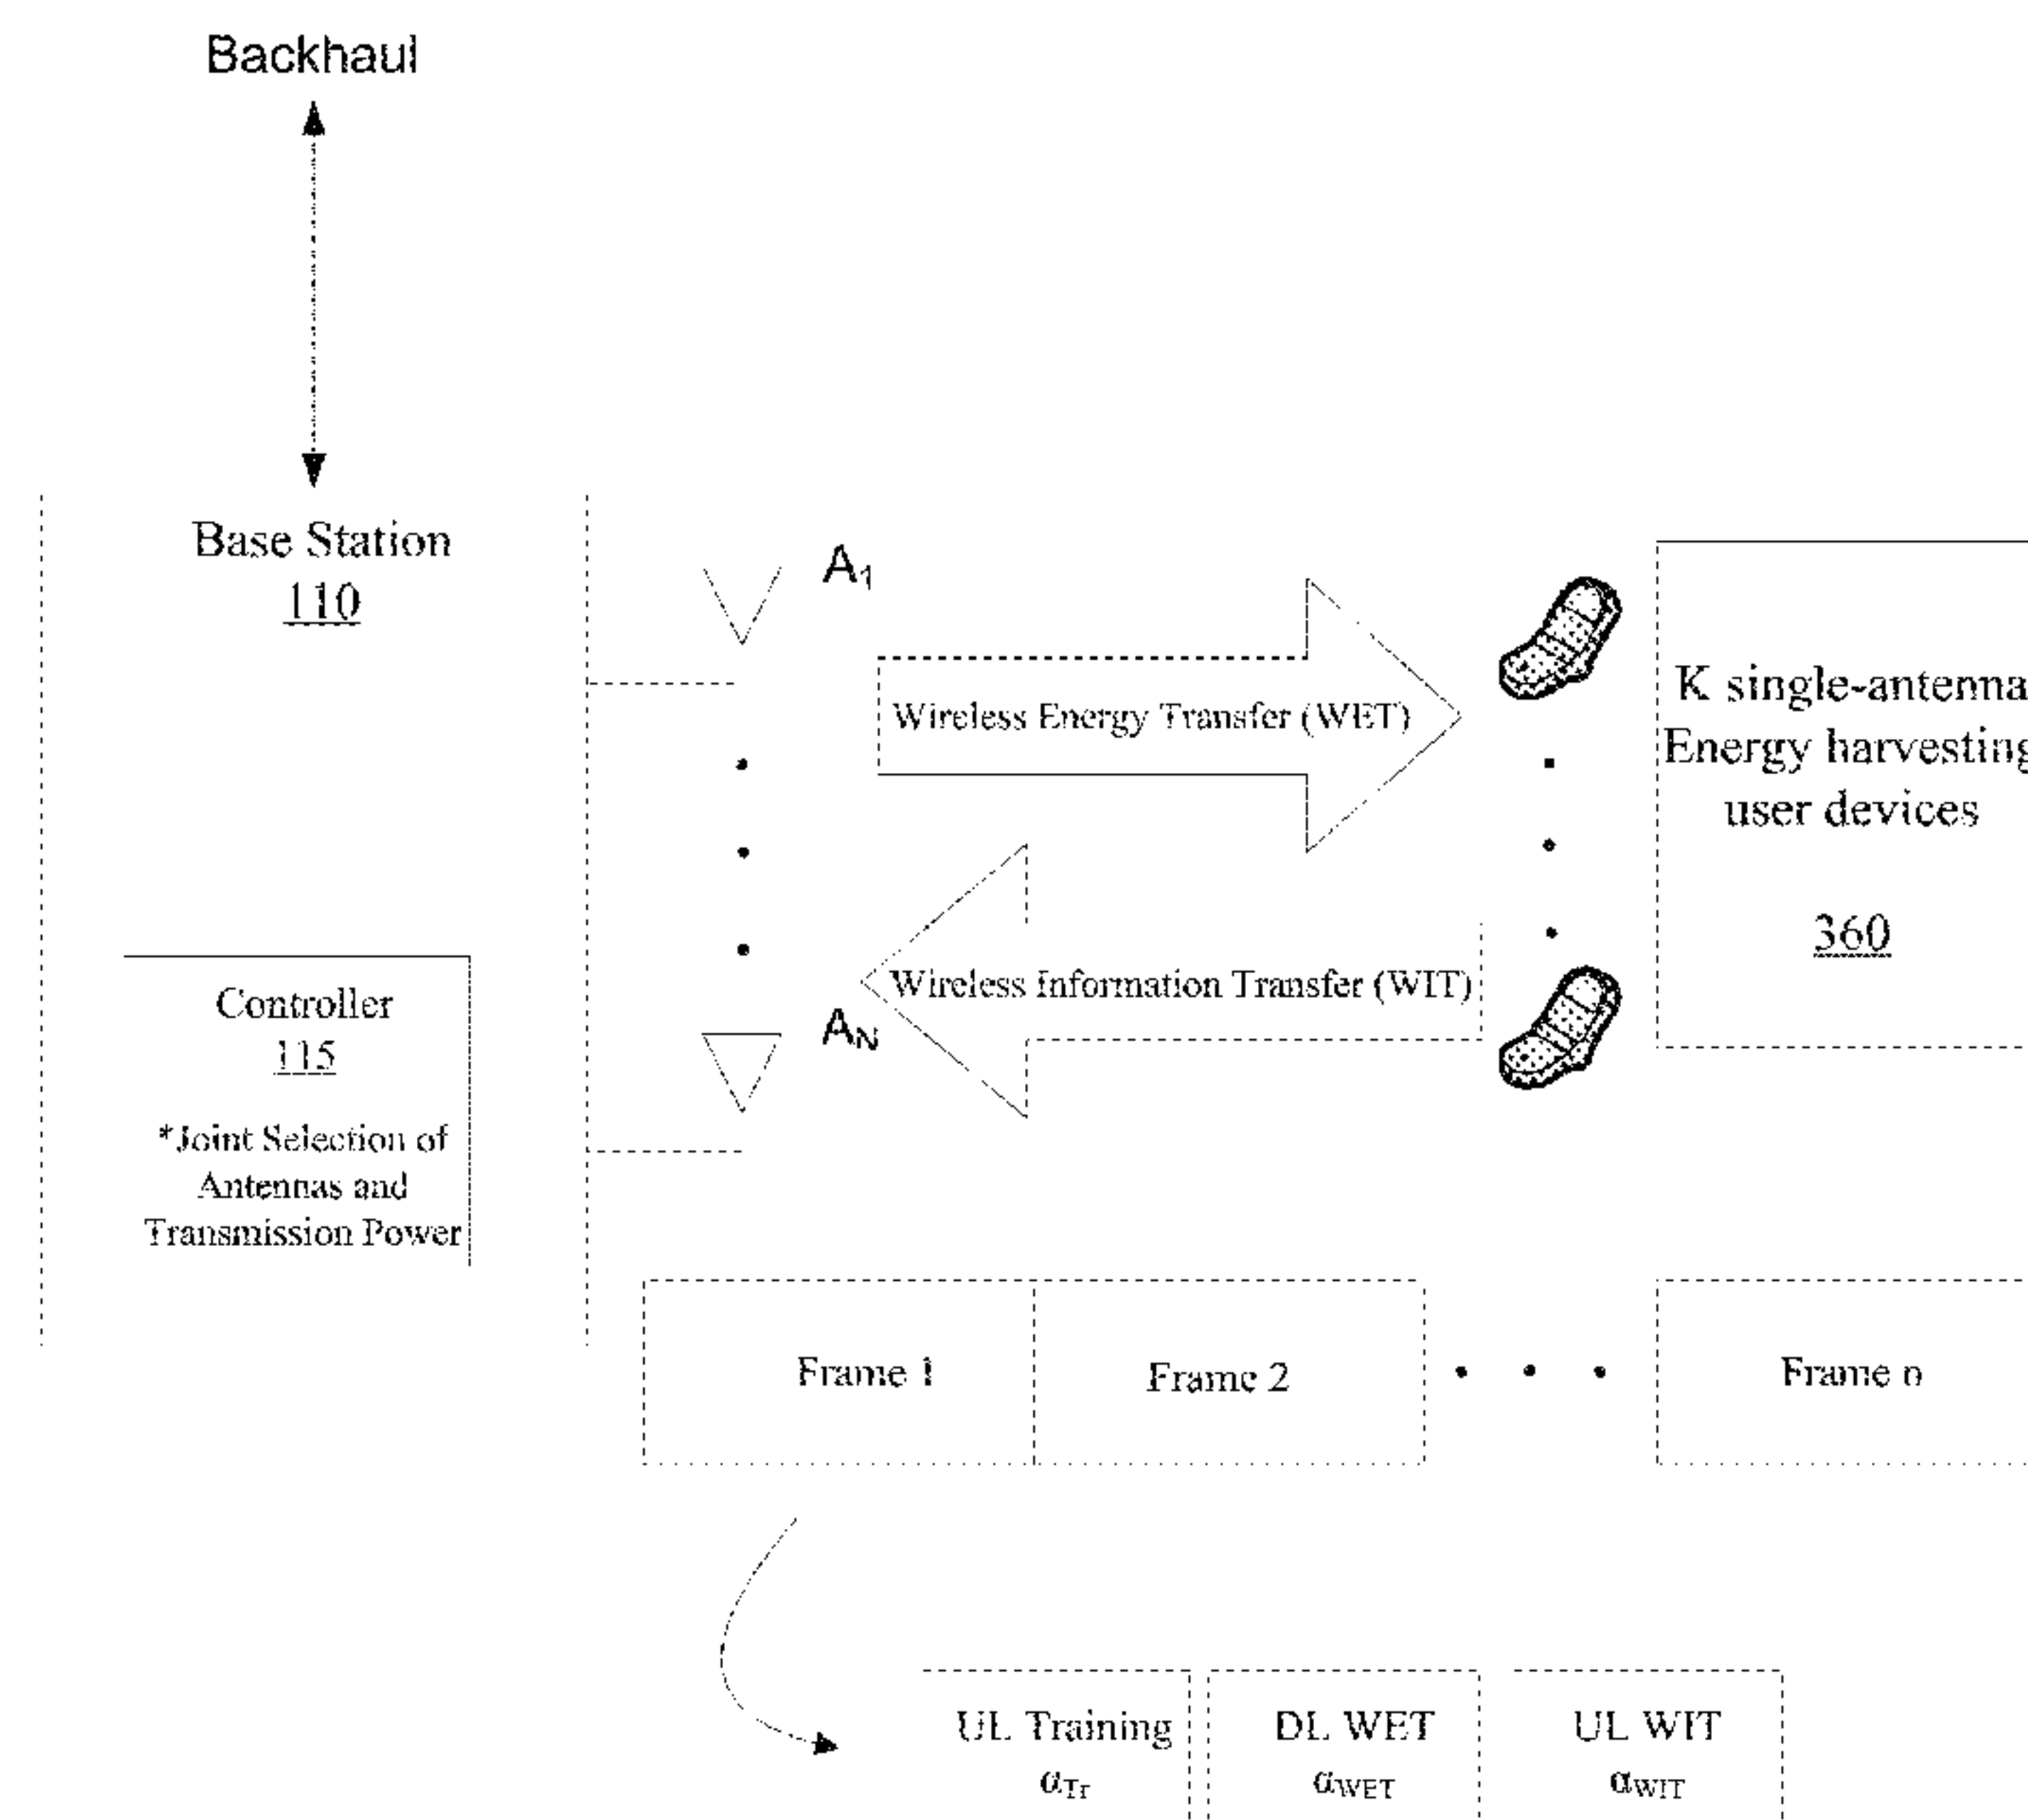 Backhaul
Base Station
110
Controller
115
*Joint Selection of
Antennas and
Transmission Power
A1
AN
Wireless Energy Transfer (WET)
Wireless Information Transfer (WIT)
K single-antenna
Energy harvesting
user devices
360
Frame 1
Frame 2
Frame n
UL Training
αTr
DL WET
αWET
UL WIT
αWIT